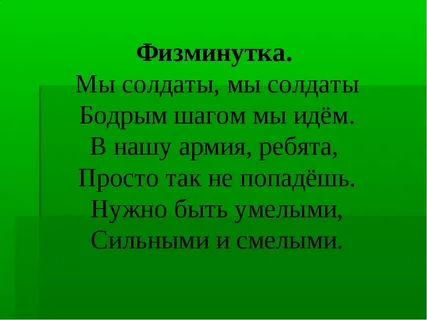 Физминутка.
Мы солдаты, мы солдаты
Бодрым шагом мы идём.
В нашу армия, ребята,
Просто так не попадёшь.
Нужно быть умелыми,
Сильными и смелыми.